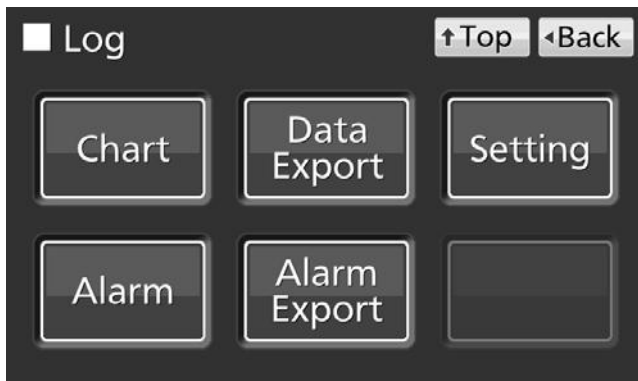 Log
↑Top
◂Back
Chart
Data
Export
Setting
Alarm
Alarm
Export